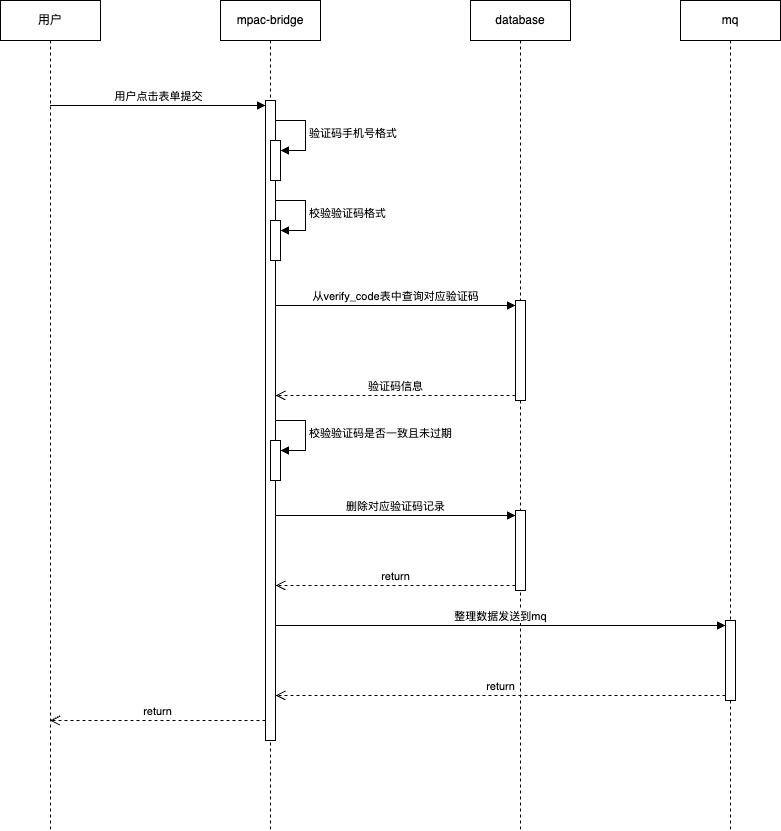 用户
mpac-bridge
database
mq
用户点击表单提交
验证码手机号格式
校验验证码格式
从verify_code表中查询对应验证码
验证码信息
校验验证码是否一致且未过期
删除对应验证码记录
return
整理数据发送到mq
return
return